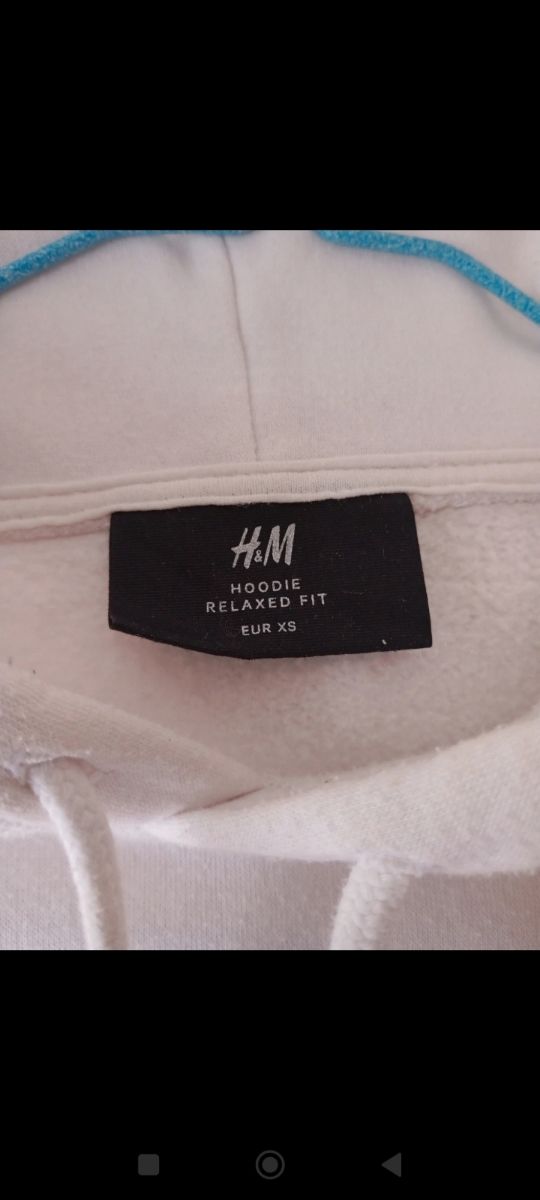 H&M
HOODIE
RELAXED FIT
EUR XS